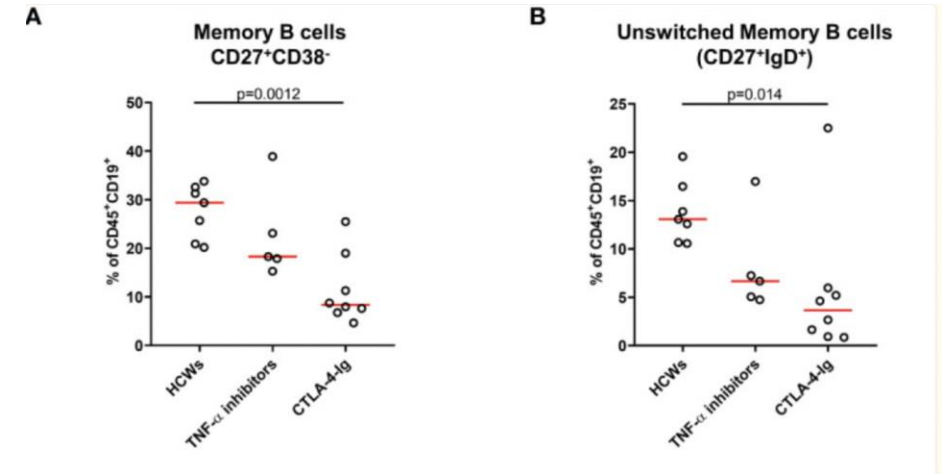 A
Memory B cells
CD27⁺CD38⁻
p=0.0012
50
40
30
20
10
0
% of CD45⁺CD19⁺
HCWs
TNF-α inhibitors
CTLA-4-Ig
B
Unswitched Memory B cells
(CD27⁺IgD⁺)
p=0.014
25
20
15
10
5
0
% of CD45⁺CD19⁺
HCWs
TNF-α inhibitors
CTLA-4-Ig